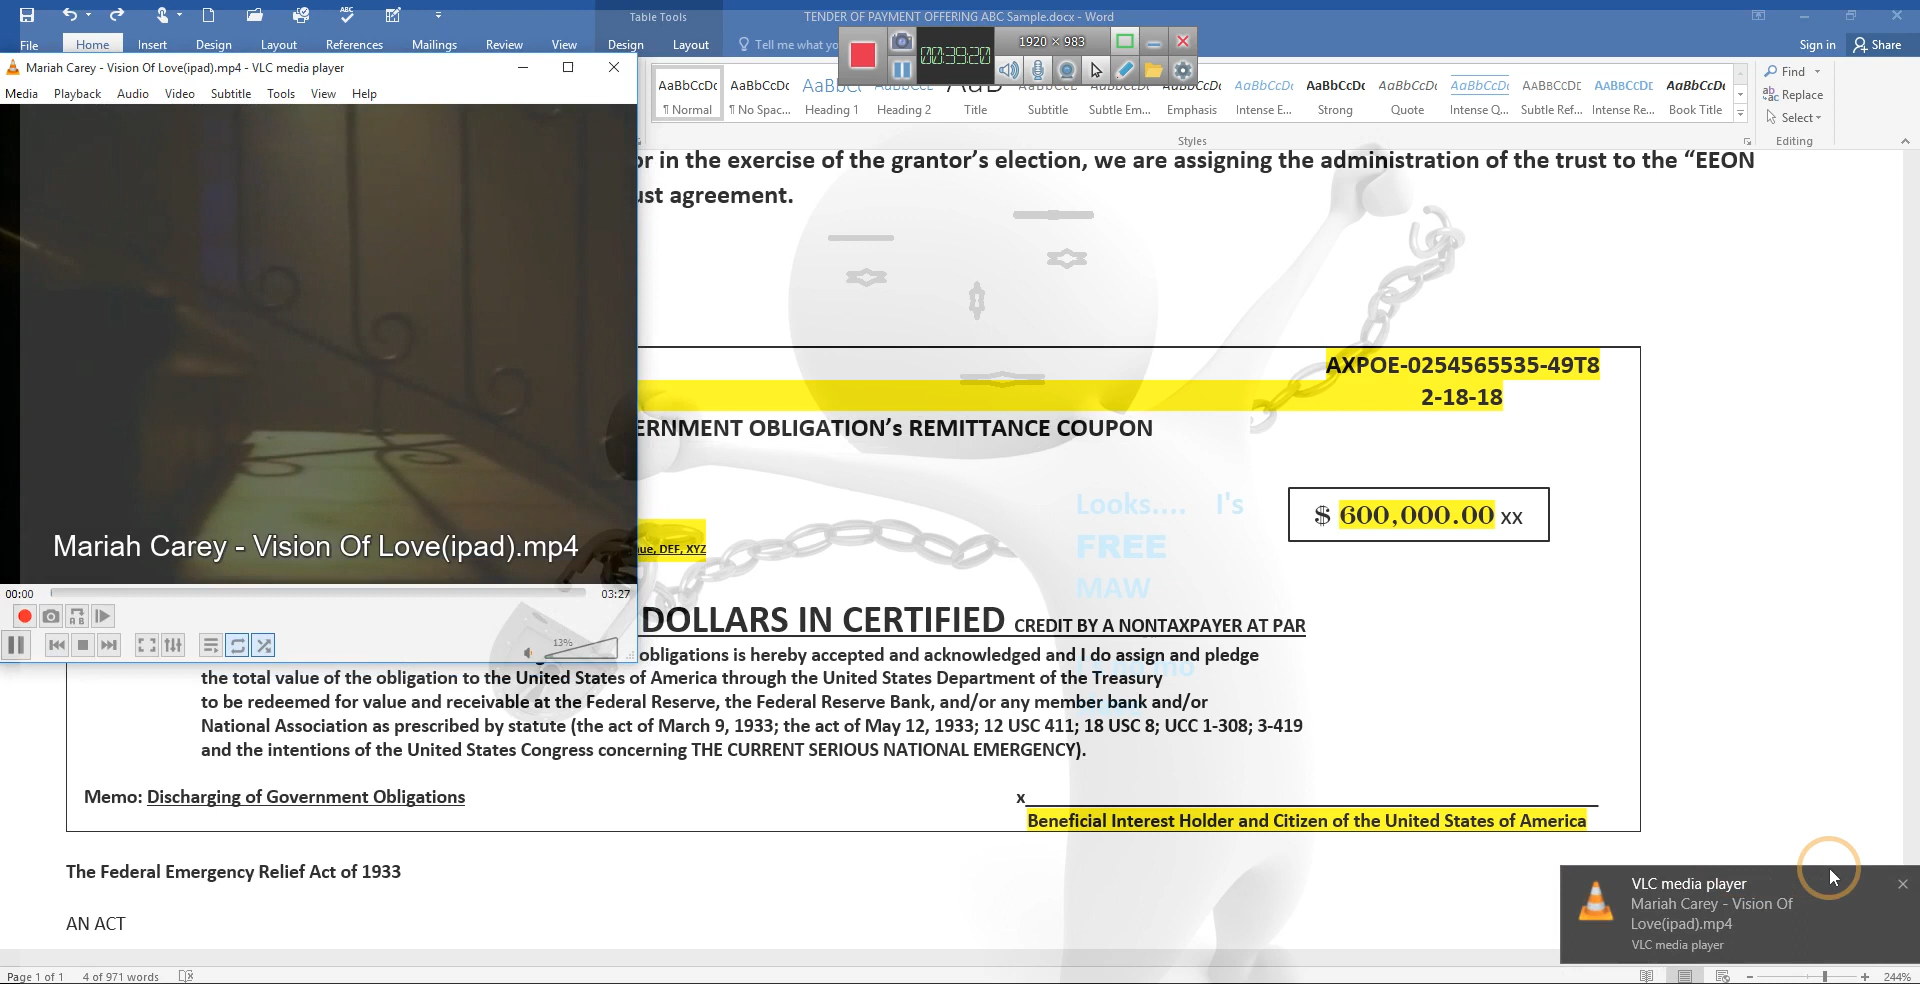 Table Tools
TENDER OF PAYMENT OFFERING ABC Sample.docx - Word
File Home Insert Design Layout References Mailings Review View Design Layout Tell me what yo Sign in Share
00:39:20
1920 × 983
Mariah Carey - Vision Of Love(ipad).mp4 - VLC media player
Media Playback Audio Video Subtitle Tools View Help
AaBbCcDc AaBbCcDc
¶ Normal ¶ No Spac... Heading 1 Heading 2 Title Subtitle Subtle Em... Emphasis Intense E... Strong Quote Intense Q... Subtle Ref... Intense Re... Book Title
Find
Replace
Select
Styles
Editing
or in the exercise of the grantor's election, we are assigning the administration of the trust to the “EEON
ust agreement.
AXPOE-0254565535-49T8
2-18-18
ERNMENT OBLIGATION’s REMITTANCE COUPON
Looks.... I's
FREE
MAW
$ 600,000.00 xx
ue, DEF, XYZ
Mariah Carey - Vision Of Love(ipad).mp4
00:00
03:27
13%
DOLLARS IN CERTIFIED CREDIT BY A NONTAXPAYER AT PAR
obligations is hereby accepted and acknowledged and I do assign and pledge
the total value of the obligation to the United States of America through the United States Department of the Treasury
to be redeemed for value and receivable at the Federal Reserve, the Federal Reserve Bank, and/or any member bank and/or
National Association as prescribed by statute (the act of March 9, 1933; the act of May 12, 1933; 12 USC 411; 18 USC 8; UCC 1-308; 3-419
and the intentions of the United States Congress concerning THE CURRENT SERIOUS NATIONAL EMERGENCY).
Memo: Discharging of Government Obligations
x
Beneficial Interest Holder and Citizen of the United States of America
The Federal Emergency Relief Act of 1933
AN ACT
VLC media player
Mariah Carey - Vision Of
Love(ipad).mp4
VLC media player
Page 1 of 1 4 of 971 words
244%